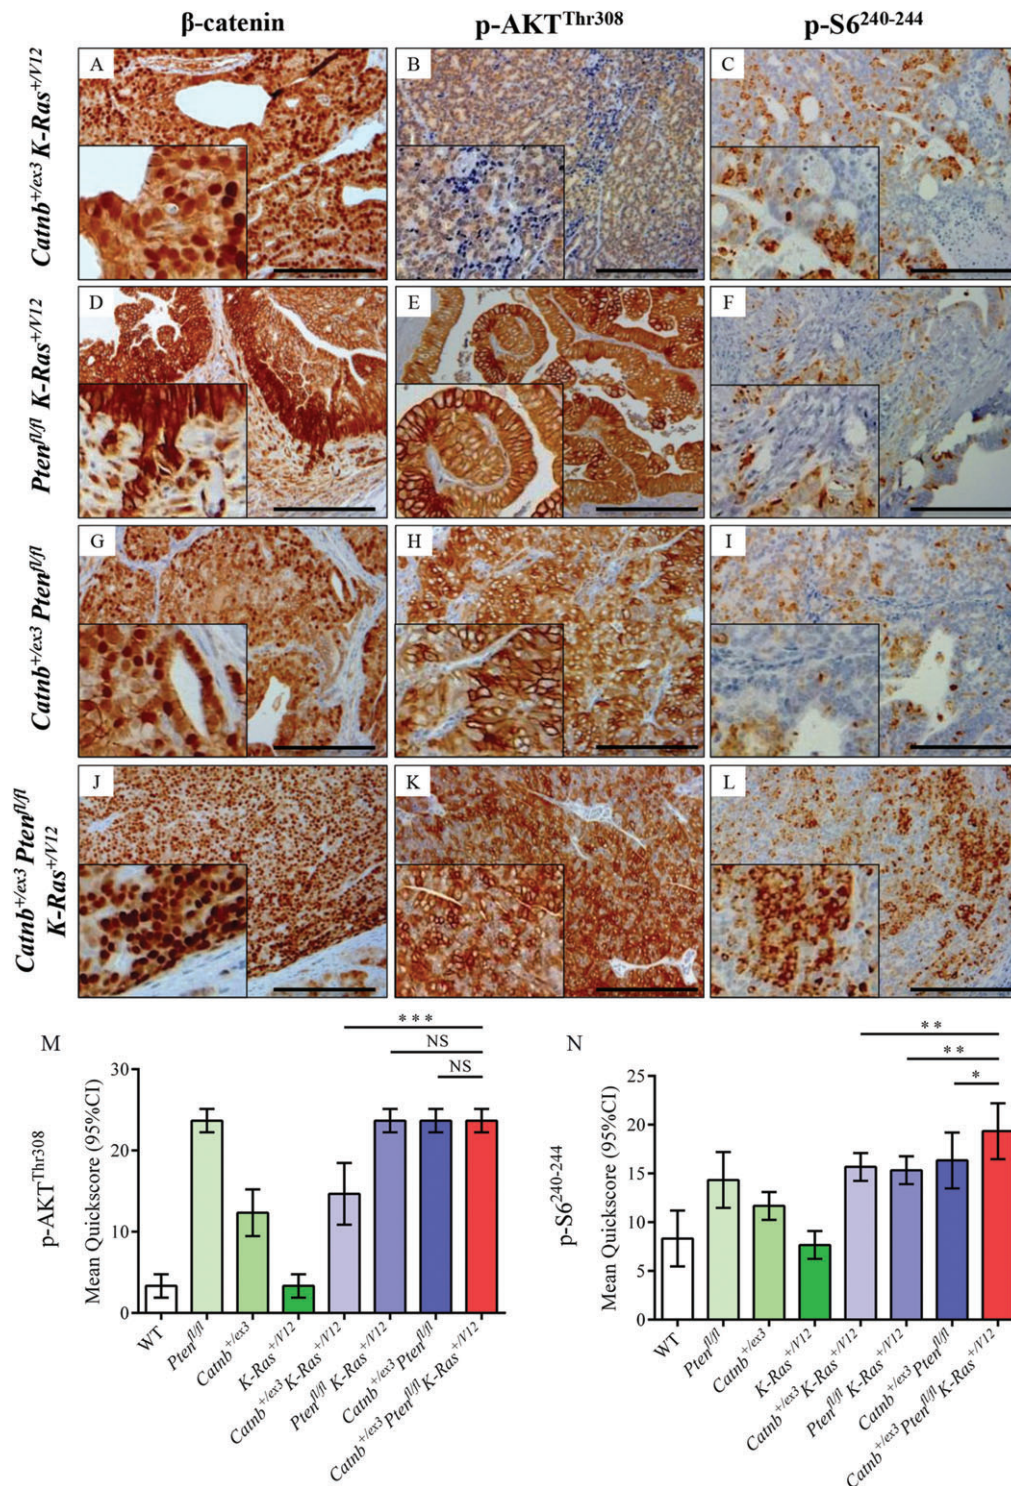 β-catenin p-AKT^Thr308 p-S6^240-244
Catnb^+/ex3 K-Ras^+/V12
A B C
Pten^fl/fl K-Ras^+/V12
D E F
Catnb^+/ex3 Pten^fl/fl
G H I
Catnb^+/ex3 Pten^fl/fl
K-Ras^+/V12
J K L
M
*** 
NS
NS
p-AKT^Thr308
Mean Quickscore (95%CI)
30
20
10
0
WT
Pten^fl/fl
Catnb^+/ex3
K-Ras^+/V12
Catnb^+/ex3 K-Ras^+/V12
Pten^fl/fl K-Ras^+/V12
Catnb^+/ex3 Pten^fl/fl
Catnb^+/ex3 Pten^fl/fl K-Ras^+/V12
N
**
**
*
p-S6^240-244
Mean Quickscore (95%CI)
25
20
15
10
5
0
WT
Pten^fl/fl
Catnb^+/ex3
K-Ras^+/V12
Catnb^+/ex3 K-Ras^+/V12
Pten^fl/fl K-Ras^+/V12
Catnb^+/ex3 Pten^fl/fl
Catnb^+/ex3 Pten^fl/fl K-Ras^+/V12